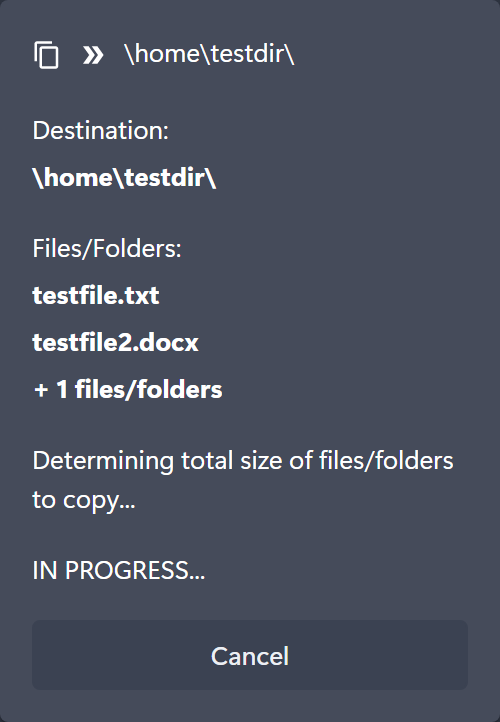 \home\testdir\
Destination:
\home\testdir\
Files/Folders:
testfile.txt
testfile2.docx
+ 1 files/folders
Determining total size of files/folders
to copy...
IN PROGRESS...
Cancel